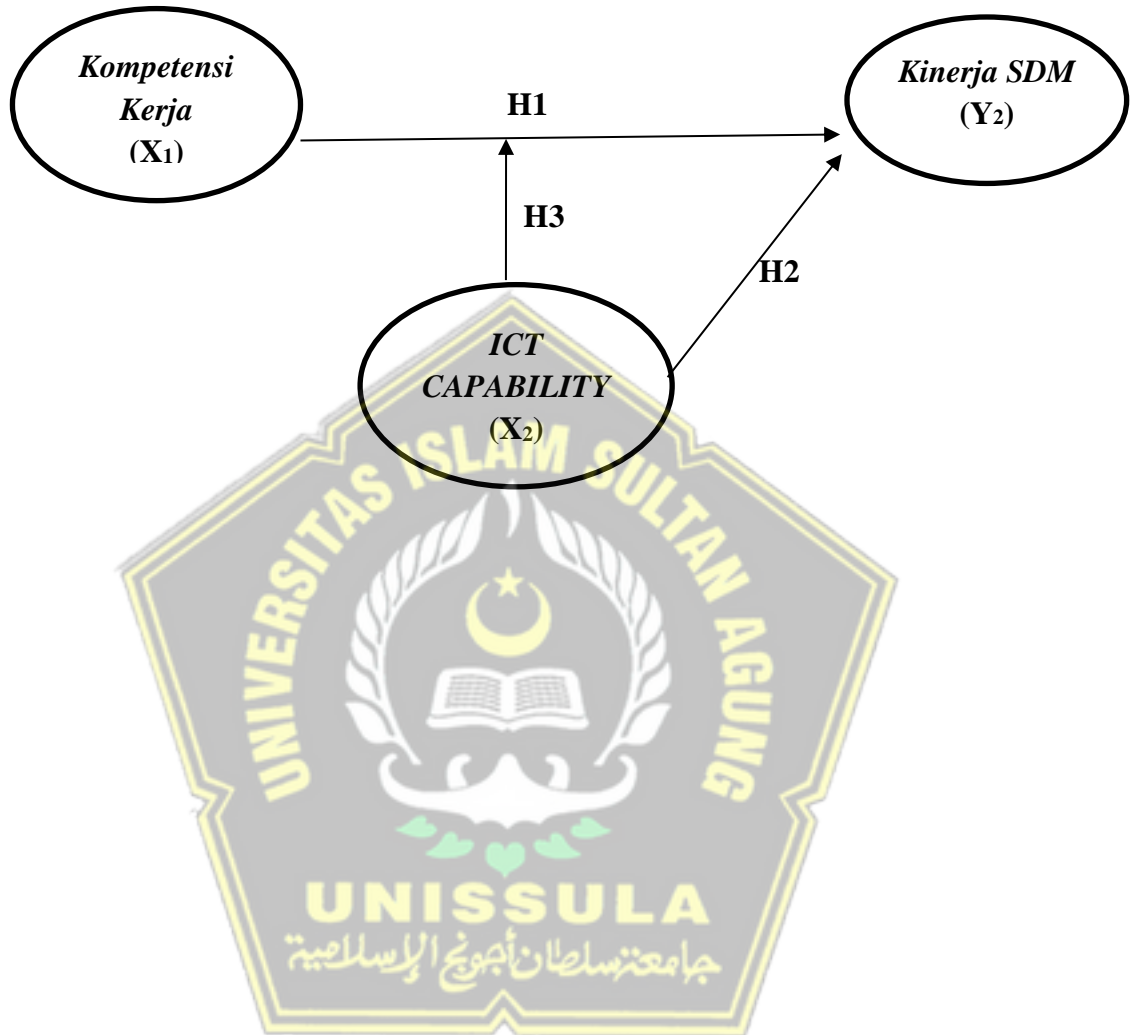 Kompetensi
Kerja
(X₁)
H1
Kinerja SDM
(Y₂)
H3
H2
ICT
CAPABILITY
(X₂)
UNIVERSITAS ISLAM SULTAN AGUNG
UNISSULA
جامعة سلطان أجونج الإسلامية